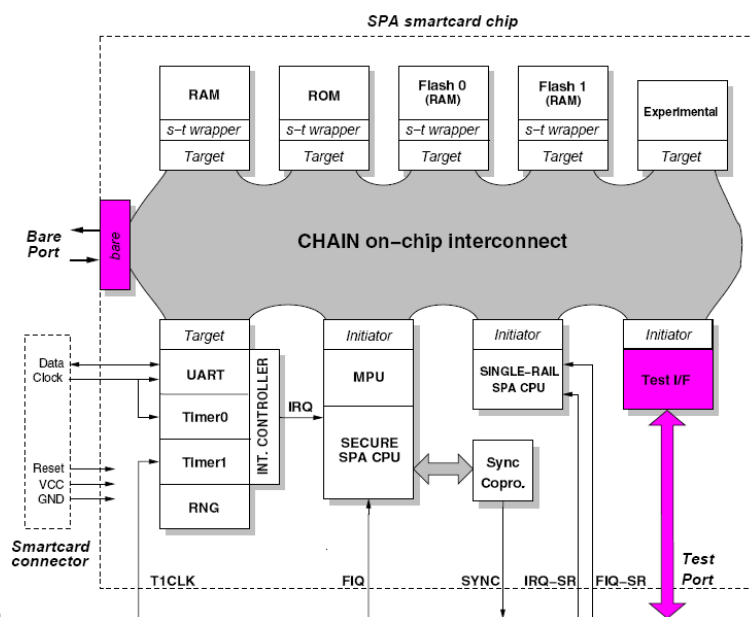 SPA smartcard chip
RAM
s-t wrapper
Target
ROM
s-t wrapper
Target
Flash 0
(RAM)
s-t wrapper
Target
Flash 1
(RAM)
s-t wrapper
Target
Experimental
Target
Bare
Port
bare
CHAIN on-chip interconnect
Target
UART
Timer0
Timer1
RNG
INT. CONTROLLER
IRQ
Initiator
MPU
SECURE
SPA CPU
Initiator
SINGLE-RAIL
SPA CPU
Sync
Copro.
Initiator
Test I/F
Data
Clock
Reset
VCC
GND
Smartcard
connector
T1CLK
FIQ
SYNC
IRQ-SR
FIQ-SR
Test
Port